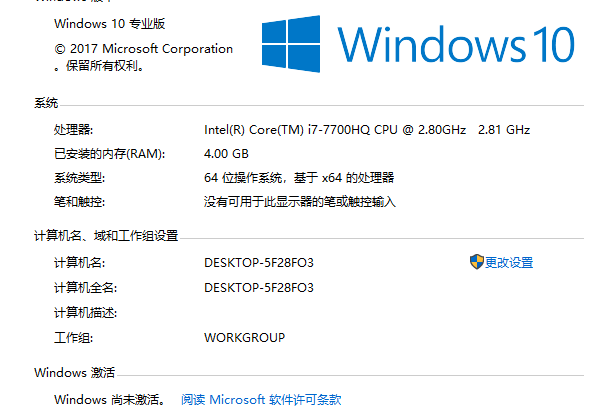 Windows 10 专业版
© 2017 Microsoft Corporation
。保留所有权利。
Windows 10
系统
处理器: Intel(R) Core(TM) i7-7700HQ CPU @ 2.80GHz 2.81 GHz
已安装的内存(RAM): 4.00 GB
系统类型: 64 位操作系统，基于 x64 的处理器
笔和触控: 没有可用于此显示器的笔或触控输入
计算机名、域和工作组设置
计算机名: DESKTOP-5F28FO3 更改设置
计算机全名: DESKTOP-5F28FO3
计算机描述:
工作组: WORKGROUP
Windows 激活
Windows 尚未激活。 阅读 Microsoft 软件许可条款